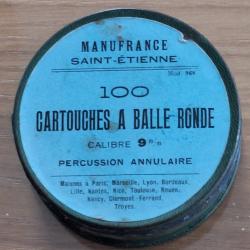 MANUFRANCE
SAINT-ÉTIENNE
100
CARTOUCHES A BALLE RONDE
CALIBRE 9
PERCUSSION ANNULAIRE
Maisons à Paris, Marseille, Lyon, Bordeaux,
Lille, Nantes, Nice, Toulouse, Rouen,
Nancy, Clermont-Ferrand,
Troyes.